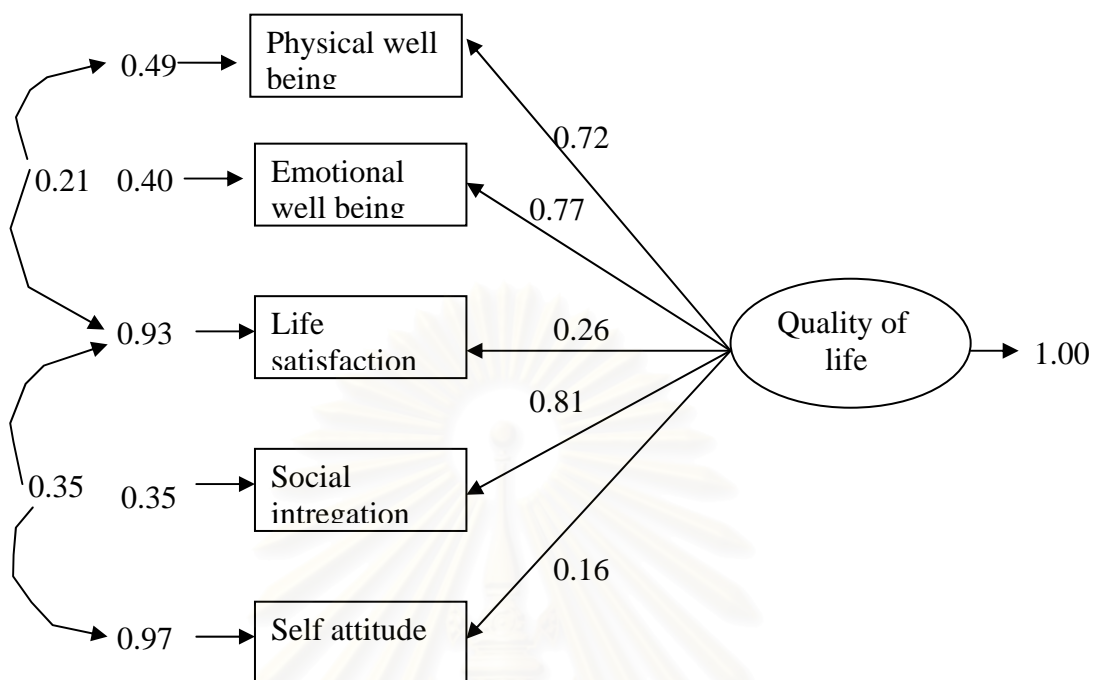 0.49
Physical well
being
0.72
0.21
0.40
Emotional
well being
0.77
0.93
Life
satisfaction
0.26
Quality of
life
1.00
0.81
0.35
0.35
Social
intregation
0.16
0.97
Self attitude